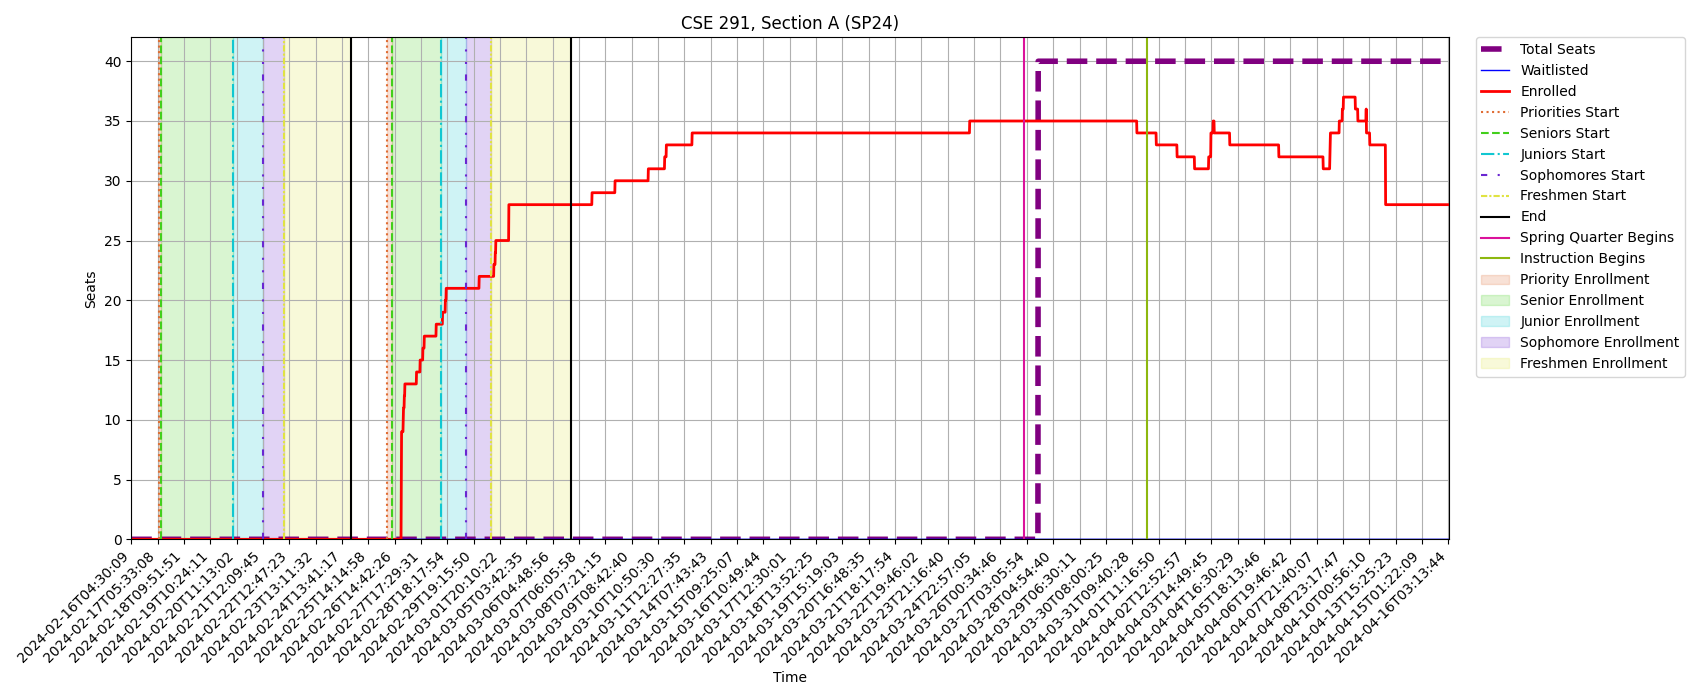 CSE 291, Section A (SP24)
Seats
40
35
30
25
20
15
10
5
0
2024-02-16T04:30:09
2024-02-17T05:33:08
2024-02-18T09:51:51
2024-02-19T10:24:11
2024-02-20T11:13:02
2024-02-21T12:09:45
2024-02-22T12:47:23
2024-02-23T13:11:32
2024-02-24T13:41:17
2024-02-25T14:14:58
2024-02-26T14:42:26
2024-02-27T17:29:31
2024-02-28T18:17:54
2024-02-29T19:15:50
2024-03-01T20:10:22
2024-03-05T03:42:35
2024-03-06T04:48:56
2024-03-07T06:05:58
2024-03-08T07:21:15
2024-03-09T08:42:40
2024-03-10T10:50:30
2024-03-11T12:27:35
2024-03-14T07:43:43
2024-03-15T09:25:07
2024-03-16T10:49:44
2024-03-17T12:30:01
2024-03-18T13:52:25
2024-03-19T15:19:03
2024-03-20T16:48:35
2024-03-21T18:17:54
2024-03-22T19:46:02
2024-03-23T21:16:40
2024-03-24T22:57:05
2024-03-26T00:34:46
2024-03-27T03:05:54
2024-03-28T04:54:40
2024-03-29T06:30:11
2024-03-30T08:00:25
2024-03-31T09:40:28
2024-04-01T11:16:50
2024-04-02T12:52:57
2024-04-03T14:49:45
2024-04-04T16:30:29
2024-04-05T18:13:46
2024-04-06T19:46:42
2024-04-07T21:40:07
2024-04-08T23:17:47
2024-04-10T00:56:10
2024-04-13T15:25:23
2024-04-15T01:22:09
2024-04-16T03:13:44
Time
Total Seats
Waitlisted
Enrolled
Priorities Start
Seniors Start
Juniors Start
Sophomores Start
Freshmen Start
End
Spring Quarter Begins
Instruction Begins
Priority Enrollment
Senior Enrollment
Junior Enrollment
Sophomore Enrollment
Freshmen Enrollment